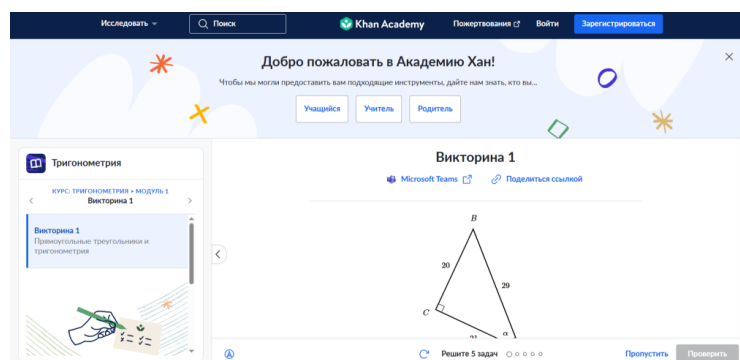 Исследовать
Поиск
Khan Academy
Пожертвования
Войти
Зарегистрироваться
Добро пожаловать в Академию Хан!
Чтобы мы могли предоставить вам подходящие инструменты, дайте нам знать, кто вы...
Учащийся
Учитель
Родитель
Тригонометрия
КУРС: ТРИГОНОМЕТРИЯ • МОДУЛЬ 1
Викторина 1
Викторина 1
Прямоугольные треугольники и
тригонометрия
Викторина 1
Microsoft Teams
Поделиться ссылкой
B
20
29
C
α
Решите 5 задач
Пропустить
Проверить